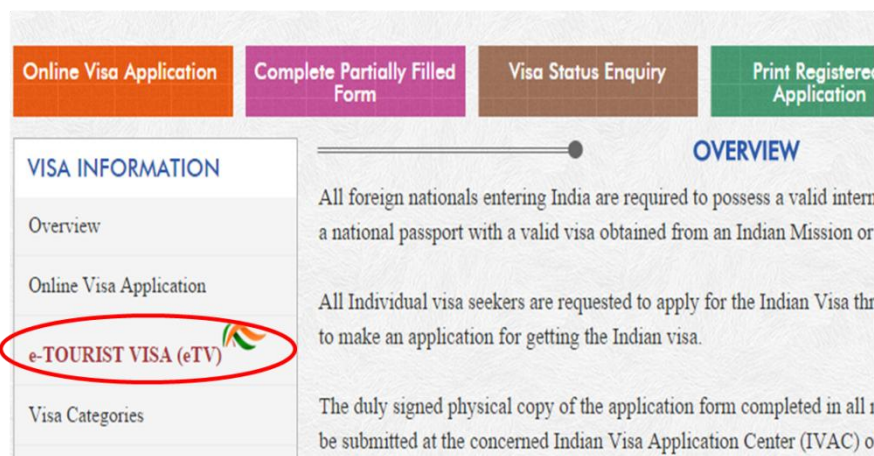 Online Visa Application
Complete Partially Filled
Form
Visa Status Enquiry
Print Registered
Application
VISA INFORMATION
Overview
Online Visa Application
e-TOURIST VISA (eTV)
Visa Categories
OVERVIEW
All foreign nationals entering India are required to possess a valid
a national passport with a valid visa obtained from an Indian Mission or
All Individual visa seekers are requested to apply for the Indian Visa
to make an application for getting the Indian visa.
The duly signed physical copy of the application form completed in all
be submitted at the concerned Indian Visa Application Center (IVAC)